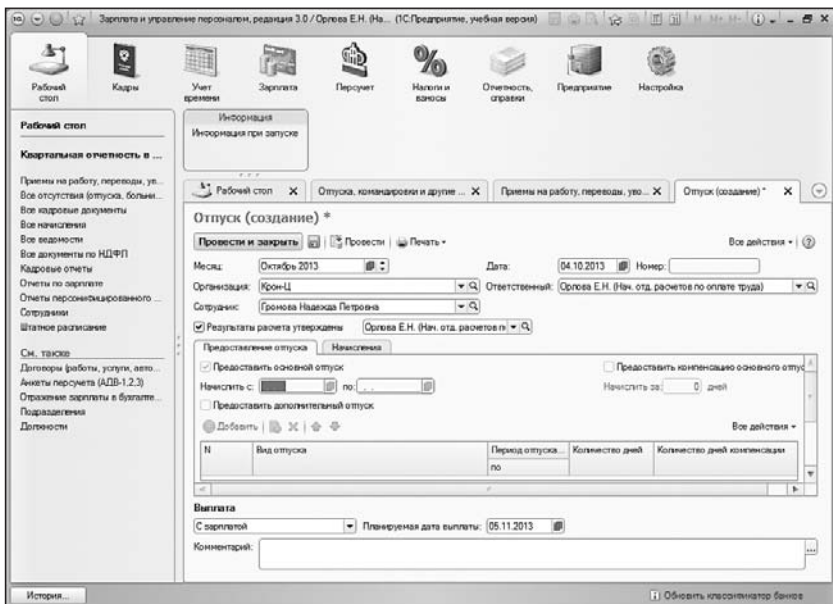 Зарплата и управление персоналом, редакция 3.0 / Орлова Е.Н. (На... (1С:Предприятие, учебная версия)
M M+ M-
Рабочий стол
Кадры
Учет времени
Зарплата
Персучет
Налоги и взносы
Отчетность, справки
Предприятие
Настройка
Рабочий стол
Квартальная отчетность в ...
Приемы на работу, переводы, ув...
Все отсутствия (отпуска, больни...
Все кадровые документы
Все начисления
Все ведомости
Все документы по НДФЛ
Кадровые отчеты
Отчеты по зарплате
Отчеты персонифицированного ...
Сотрудники
Штатное расписание
См. также
Договоры (работы, услуги, авто...
Анкеты персучета (АДВ-1,2,3)
Отражение зарплаты в бухгалте...
Подразделения
Должности
Информация
Информация при запуске
Рабочий стол
Отпуска, командировки и другие ...
Приемы на работу, переводы, уво...
Отпуск (создание) *
Отпуск (создание) *
Провести и закрыть
Провести
Печать
Все действия
Месяц: Октябрь 2013
Дата: 04.10.2013 Номер:
Организация: Крон-Ц
Ответственный: Орлова Е.Н. (Нач. отд. расчетов по оплате труда)
Сотрудник: Громова Надежда Петровна
Результаты расчета утверждены Орлова Е.Н. (Нач. отд. расчетов п
Предоставление отпуска
Начисления
Предоставить основной отпуск
Предоставить компенсацию основного отпус
Начислить с: по: . .
Начислить за: 0 дней
Предоставить дополнительный отпуск
Добавить
Все действия
N Вид отпуска Период отпуска... Количество дней Количество дней компенсации
по
Выплата
С зарплатой
Планируемая дата выплаты: 05.11.2013
Комментарий:
...
История...
Обновить классификатор банков